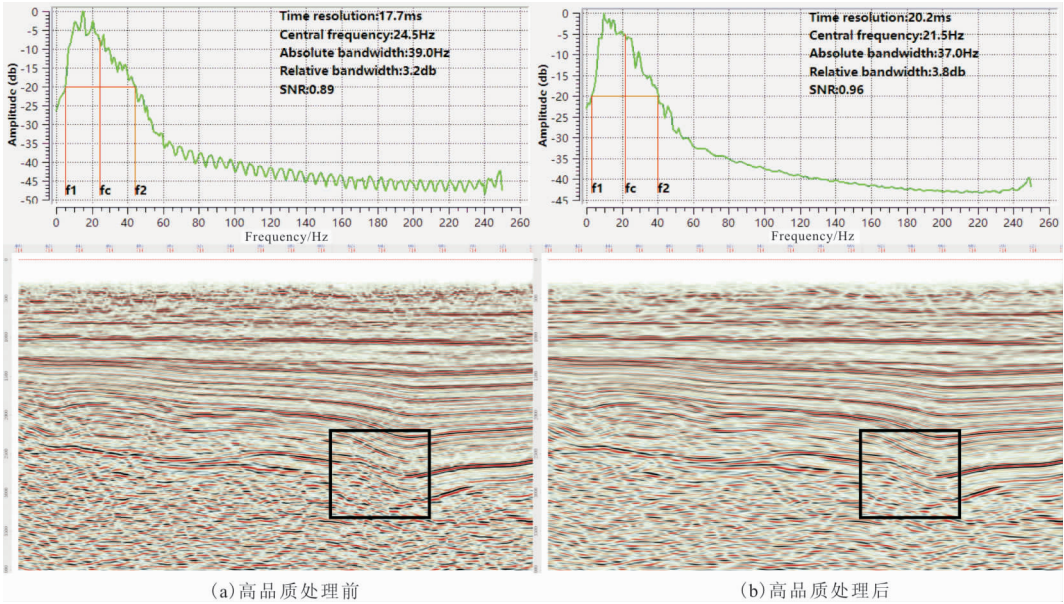 Time resolution:17.7ms
Central frequency:24.5Hz
Absolute bandwidth:39.0Hz
Relative bandwidth:3.2db
SNR:0.89
Amplitude (db)
0
-5
-10
-15
-20
-25
-30
-35
-40
-45
-50
f1
fc
f2
0 20 40 60 80 100 120 140 160 180 200 220 240 260
Frequency/Hz
Time resolution:20.2ms
Central frequency:21.5Hz
Absolute bandwidth:37.0Hz
Relative bandwidth:3.8db
SNR:0.96
Amplitude (db)
0
-5
-10
-15
-20
-25
-30
-35
-40
-45
f1
fc
f2
0 20 40 60 80 100 120 140 160 180 200 220 240 260
Frequency/Hz
(a)高品质处理前
(b)高品质处理后